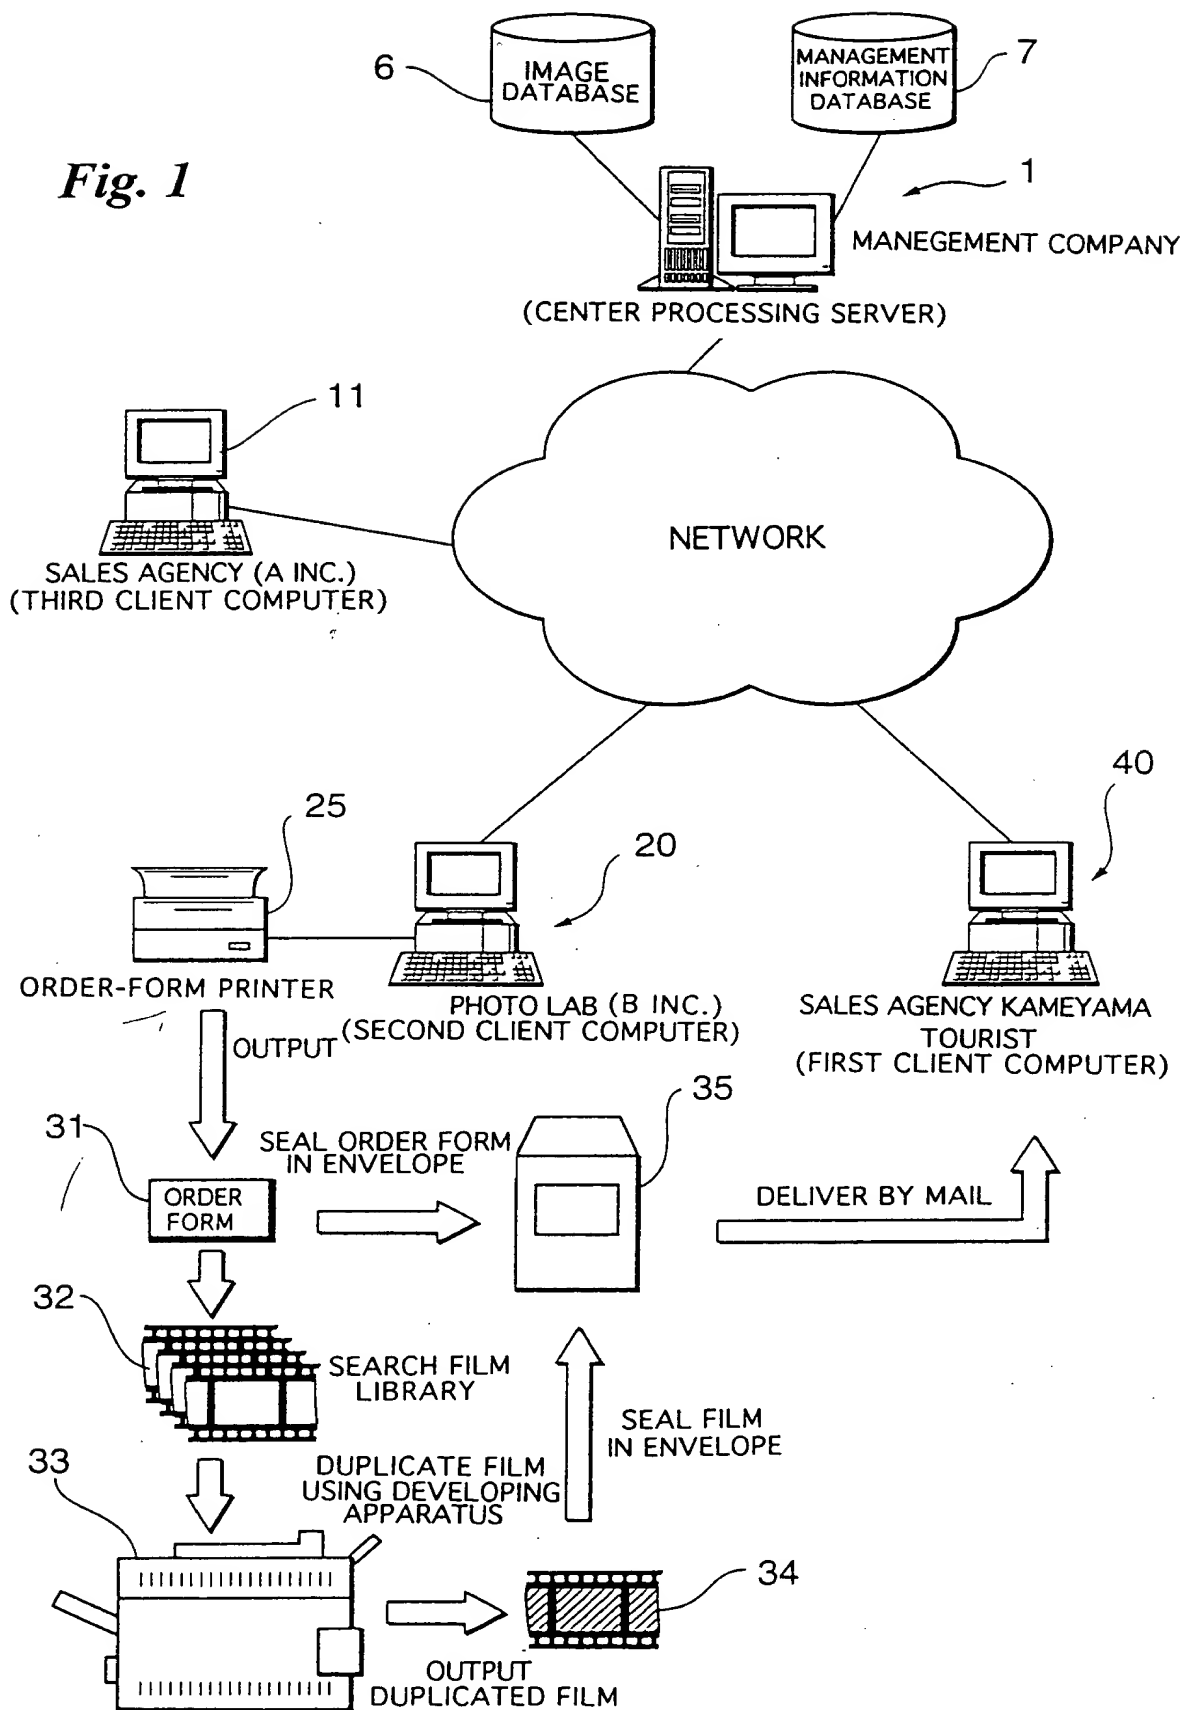 6
IMAGE
DATABASE
MANAGEMENT
INFORMATION
DATABASE
7
Fig. 1
1
MANEGEMENT COMPANY
(CENTER PROCESSING SERVER)
11
NETWORK
SALES AGENCY (A INC.)
(THIRD CLIENT COMPUTER)
40
25
20
ORDER-FORM PRINTER
PHOTO LAB (B INC.)
(SECOND CLIENT COMPUTER)
SALES AGENCY KAMEYAMA
TOURIST
(FIRST CLIENT COMPUTER)
OUTPUT
31
35
SEAL ORDER FORM
IN ENVELOPE
ORDER
FORM
DELIVER BY MAIL
32
SEARCH FILM
LIBRARY
SEAL FILM
IN ENVELOPE
33
DUPLICATE FILM
USING DEVELOPING
APPARATUS
34
OUTPUT
DUPLICATED FILM